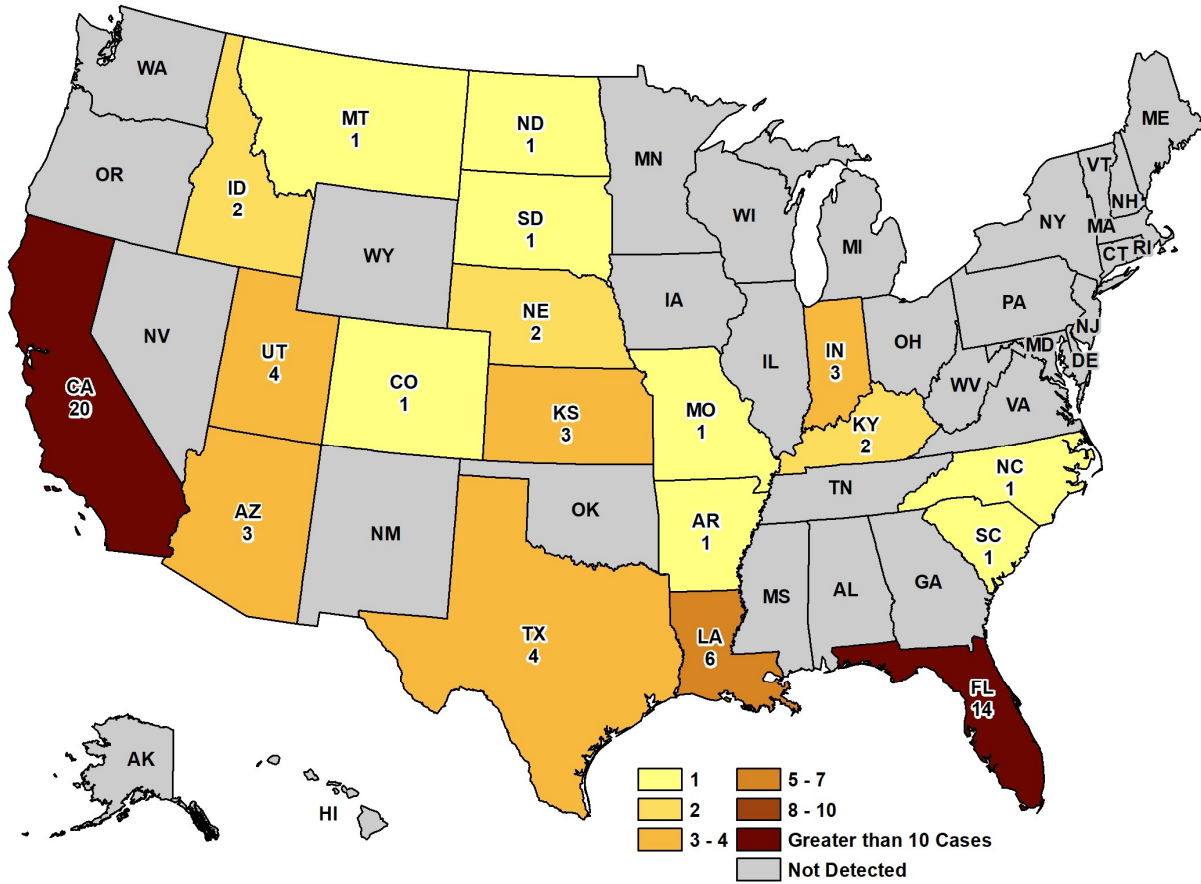 WA
MT
1
ND
1
MN
ME
OR
ID
2
SD
1
WI
MI
VT
NH
NY
MA
CT
RI
WY
IA
NE
2
PA
NJ
NV
UT
4
CO
1
IL
IN
3
OH
MD
DE
WV
VA
CA
20
KS
3
MO
1
KY
2
NC
1
TN
AZ
3
NM
OK
AR
1
SC
1
MS
AL
GA
TX
4
LA
6
FL
14
AK
HI
1
2
3 - 4
5 - 7
8 - 10
Greater than 10 Cases
Not Detected